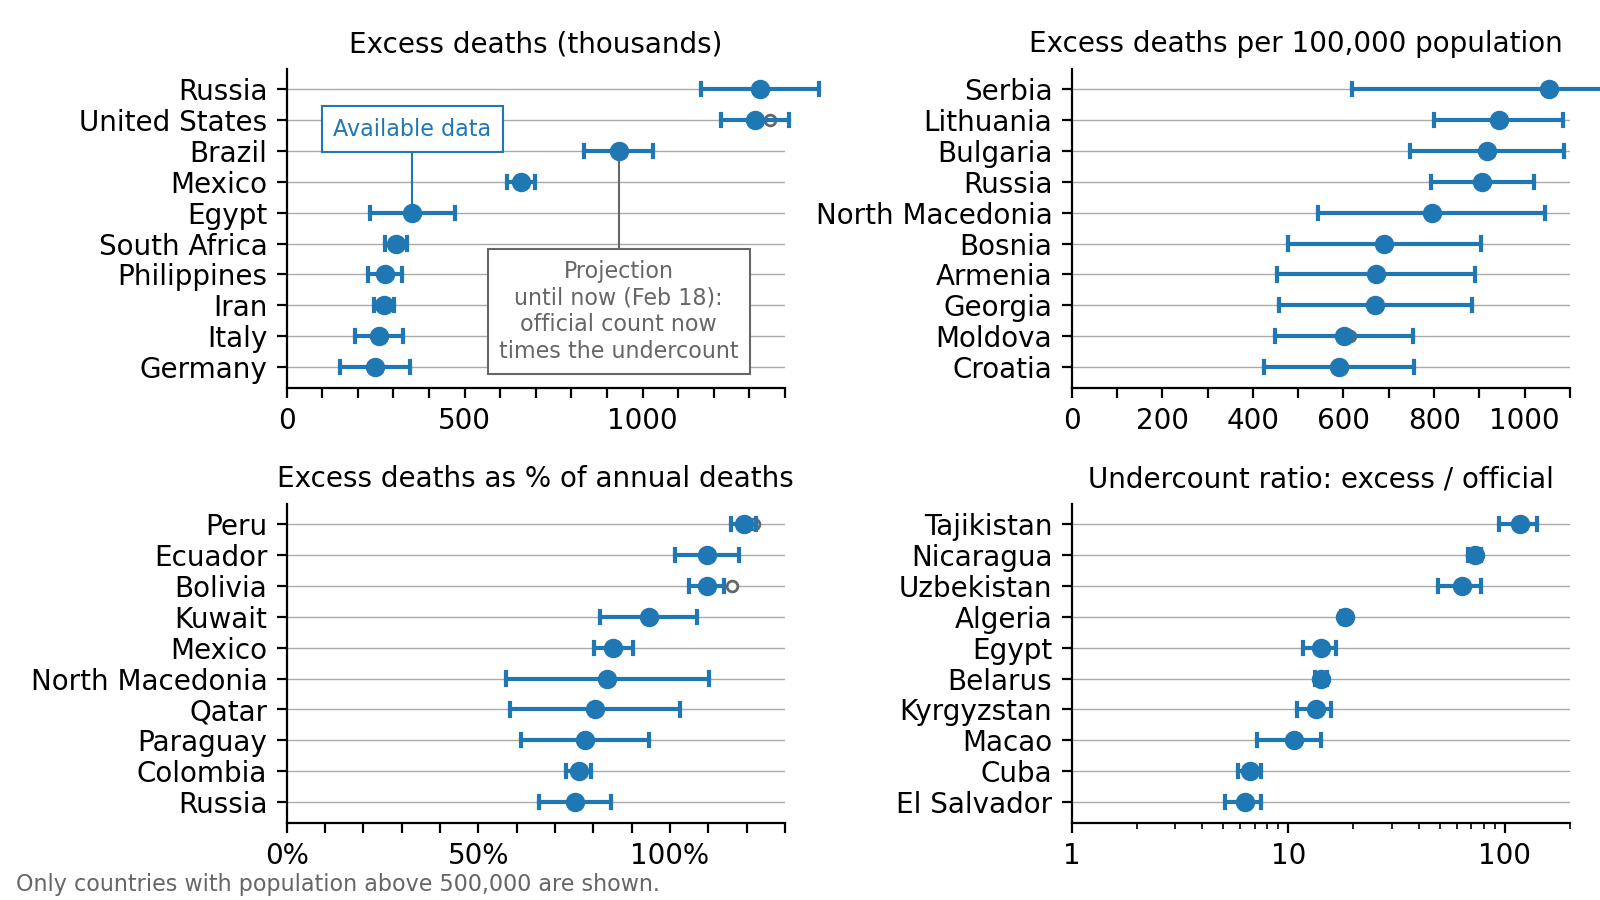 Excess deaths (thousands)
Russia
United States
Brazil
Mexico
Egypt
South Africa
Philippines
Iran
Italy
Germany
Available data
Projection
until now (Feb 18):
official count now
times the undercount
0 500 1000
Excess deaths per 100,000 population
Serbia
Lithuania
Bulgaria
Russia
North Macedonia
Bosnia
Armenia
Georgia
Moldova
Croatia
0 200 400 600 800 1000
Excess deaths as % of annual deaths
Peru
Ecuador
Bolivia
Kuwait
Mexico
North Macedonia
Qatar
Paraguay
Colombia
Russia
0% 50% 100%
Undercount ratio: excess / official
Tajikistan
Nicaragua
Uzbekistan
Algeria
Egypt
Belarus
Kyrgyzstan
Macao
Cuba
El Salvador
1 10 100
Only countries with population above 500,000 are shown.